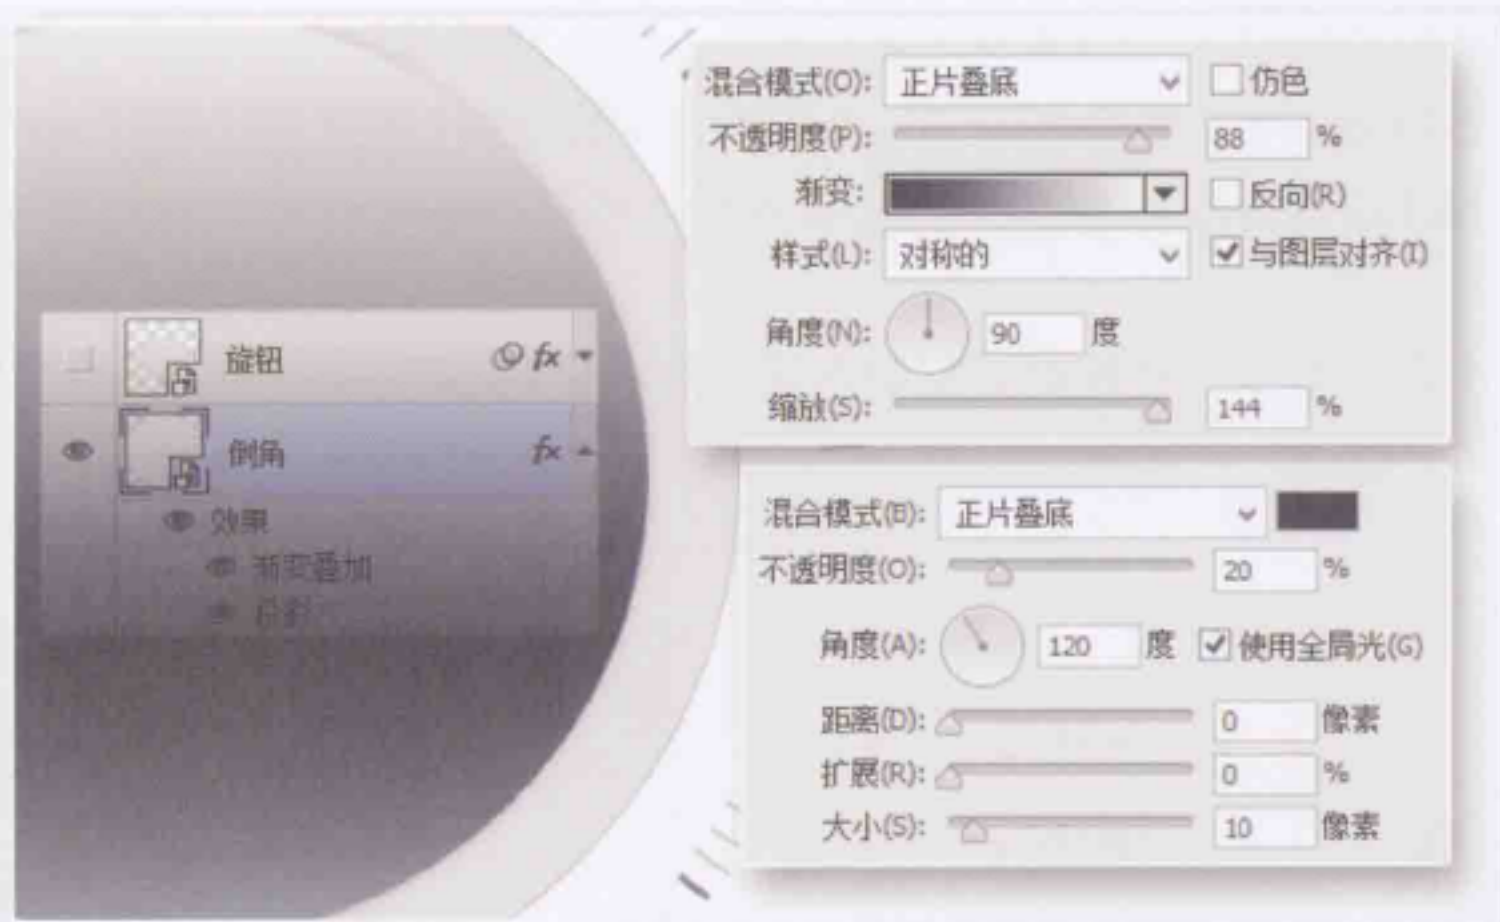 混合模式(O): 正片叠底 仿色
不透明度(P): 88 %
渐变: 反向(R)
样式(L): 对称的 与图层对齐(I)
角度(N): 90 度
缩放(S): 144 %
旋钮 fx
倒角 fx
效果
渐变叠加
投影
混合模式(B): 正片叠底
不透明度(O): 20 %
角度(A): 120 度 使用全局光(G)
距离(D): 0 像素
扩展(R): 0 %
大小(S): 10 像素